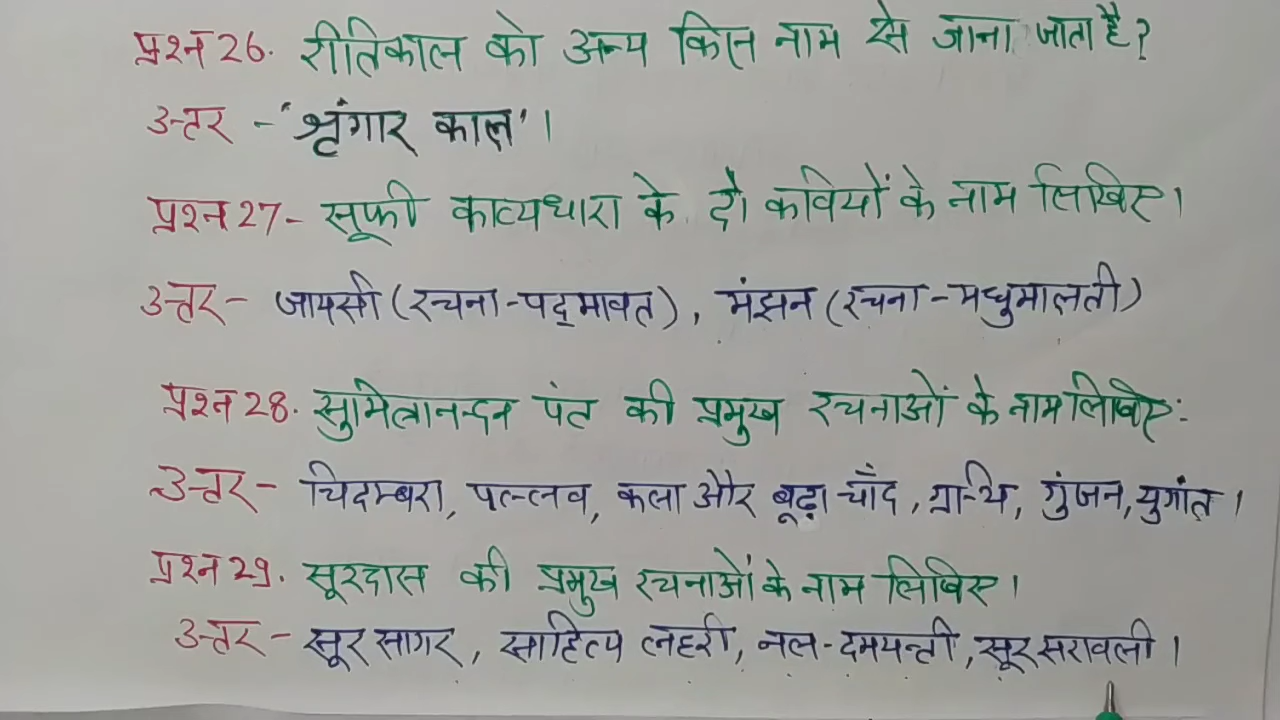 प्रश्न 26. रीतिकाल को अन्य किस नाम से जाना जाता है?
उत्तर - 'श्रृंगार काल'।
प्रश्न 27- सूफी काव्यधारा के दो कवियों के नाम लिखिए।
उत्तर - जायसी (रचना-पद्मावत), मंझन (रचना-मधुमालती)
प्रश्न 28. सुमित्रानन्दन पंत की प्रमुख रचनाओं के नाम लिखिए:
उत्तर - चिदम्बरा, पल्लव, कला और बूढ़ा चाँद, ग्रन्थि, गुंजन, युगांत।
प्रश्न 29. सूरदास की प्रमुख रचनाओं के नाम लिखिए।
उत्तर - सूर सागर, साहित्य लहरी, नल-दमयन्ती, सूर सरावली।